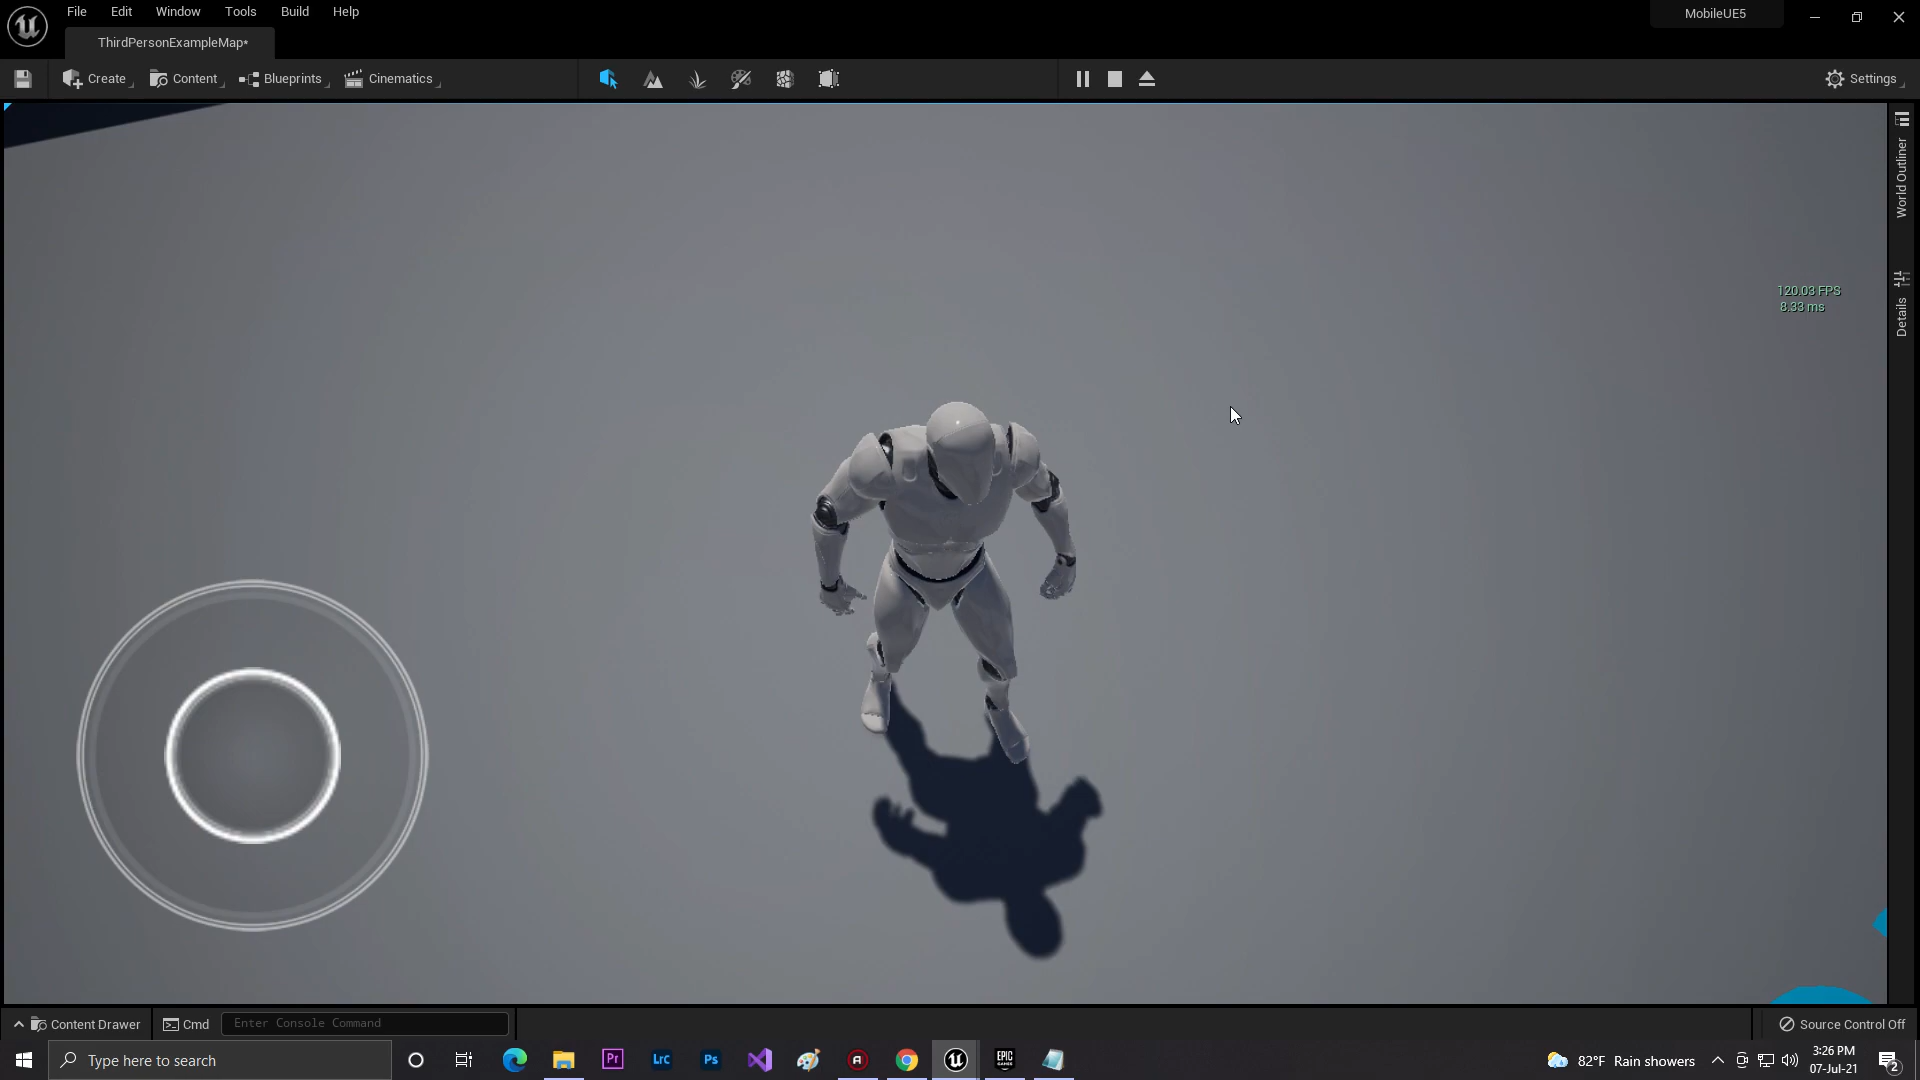 File Edit Window Tools Build Help
MobileUE5
ThirdPersonExampleMap*
Create Content Blueprints Cinematics
Settings
World Outliner
120.03 FPS
8.33 ms
Details
Content Drawer Cmd Enter Console Command
Source Control Off
Type here to search
Pr
Lrc
Ps
EPIC
GAMES
82°F Rain showers
3:26 PM
07-Jul-21
2